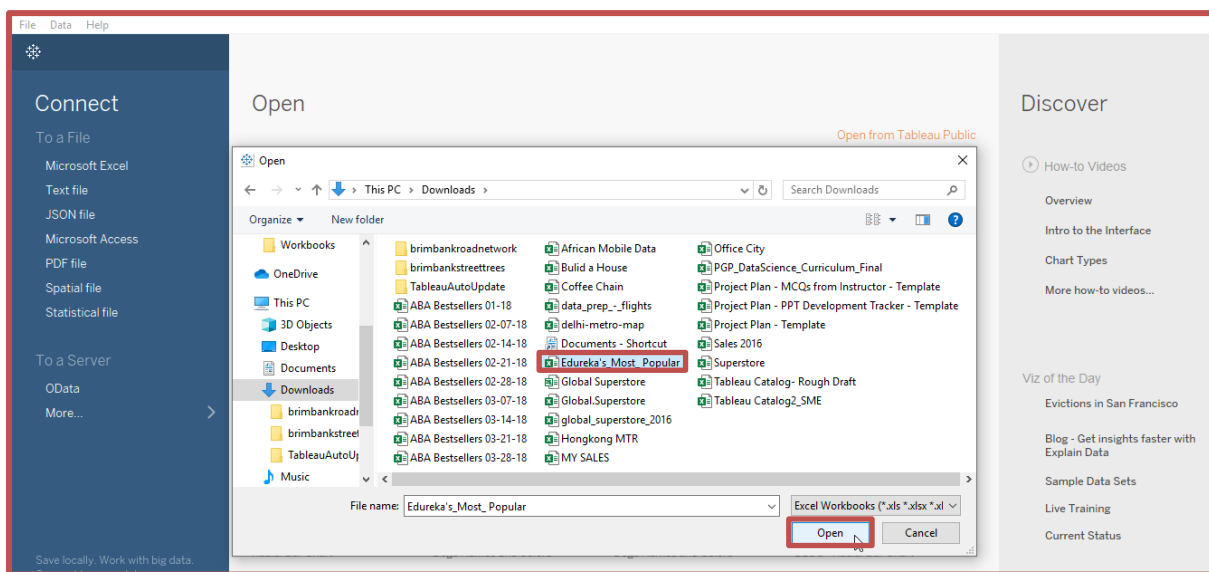 File Data Help
Connect
To a File
Microsoft Excel
Text file
JSON file
Microsoft Access
PDF file
Spatial file
Statistical file
To a Server
OData
More...
Save locally. Work with big data.
Open
Open from Tableau Public
Open
This PC > Downloads >
Search Downloads
Organize
New folder
Workbooks
OneDrive
This PC
3D Objects
Desktop
Documents
Downloads
brimbankroadr
brimbankstreet
TableauAutoUp
Music
brimbankroadnetwork
brimbankstreettrees
TableauAutoUpdate
ABA Bestsellers 01-18
ABA Bestsellers 02-07-18
ABA Bestsellers 02-14-18
ABA Bestsellers 02-21-18
ABA Bestsellers 02-28-18
ABA Bestsellers 03-07-18
ABA Bestsellers 03-14-18
ABA Bestsellers 03-21-18
ABA Bestsellers 03-28-18
African Mobile Data
Bulid a House
Coffee Chain
data_prep_-_flights
delhi-metro-map
Documents - Shortcut
Edureka's_Most_ Popular
Global Superstore
Global.Superstore
global_superstore_2016
Hongkong MTR
MY SALES
Office City
PGP_DataScience_Curriculum_Final
Project Plan - MCQs from Instructor - Template
Project Plan - PPT Development Tracker - Template
Project Plan - Template
Sales 2016
Superstore
Tableau Catalog- Rough Draft
Tableau Catalog2_SME
File name: Edureka's_Most_ Popular
Excel Workbooks (*.xls *.xlsx *.xl
Open
Cancel
Discover
How-to Videos
Overview
Intro to the Interface
Chart Types
More how-to videos...
Viz of the Day
Evictions in San Francisco
Blog - Get insights faster with
Explain Data
Sample Data Sets
Live Training
Current Status